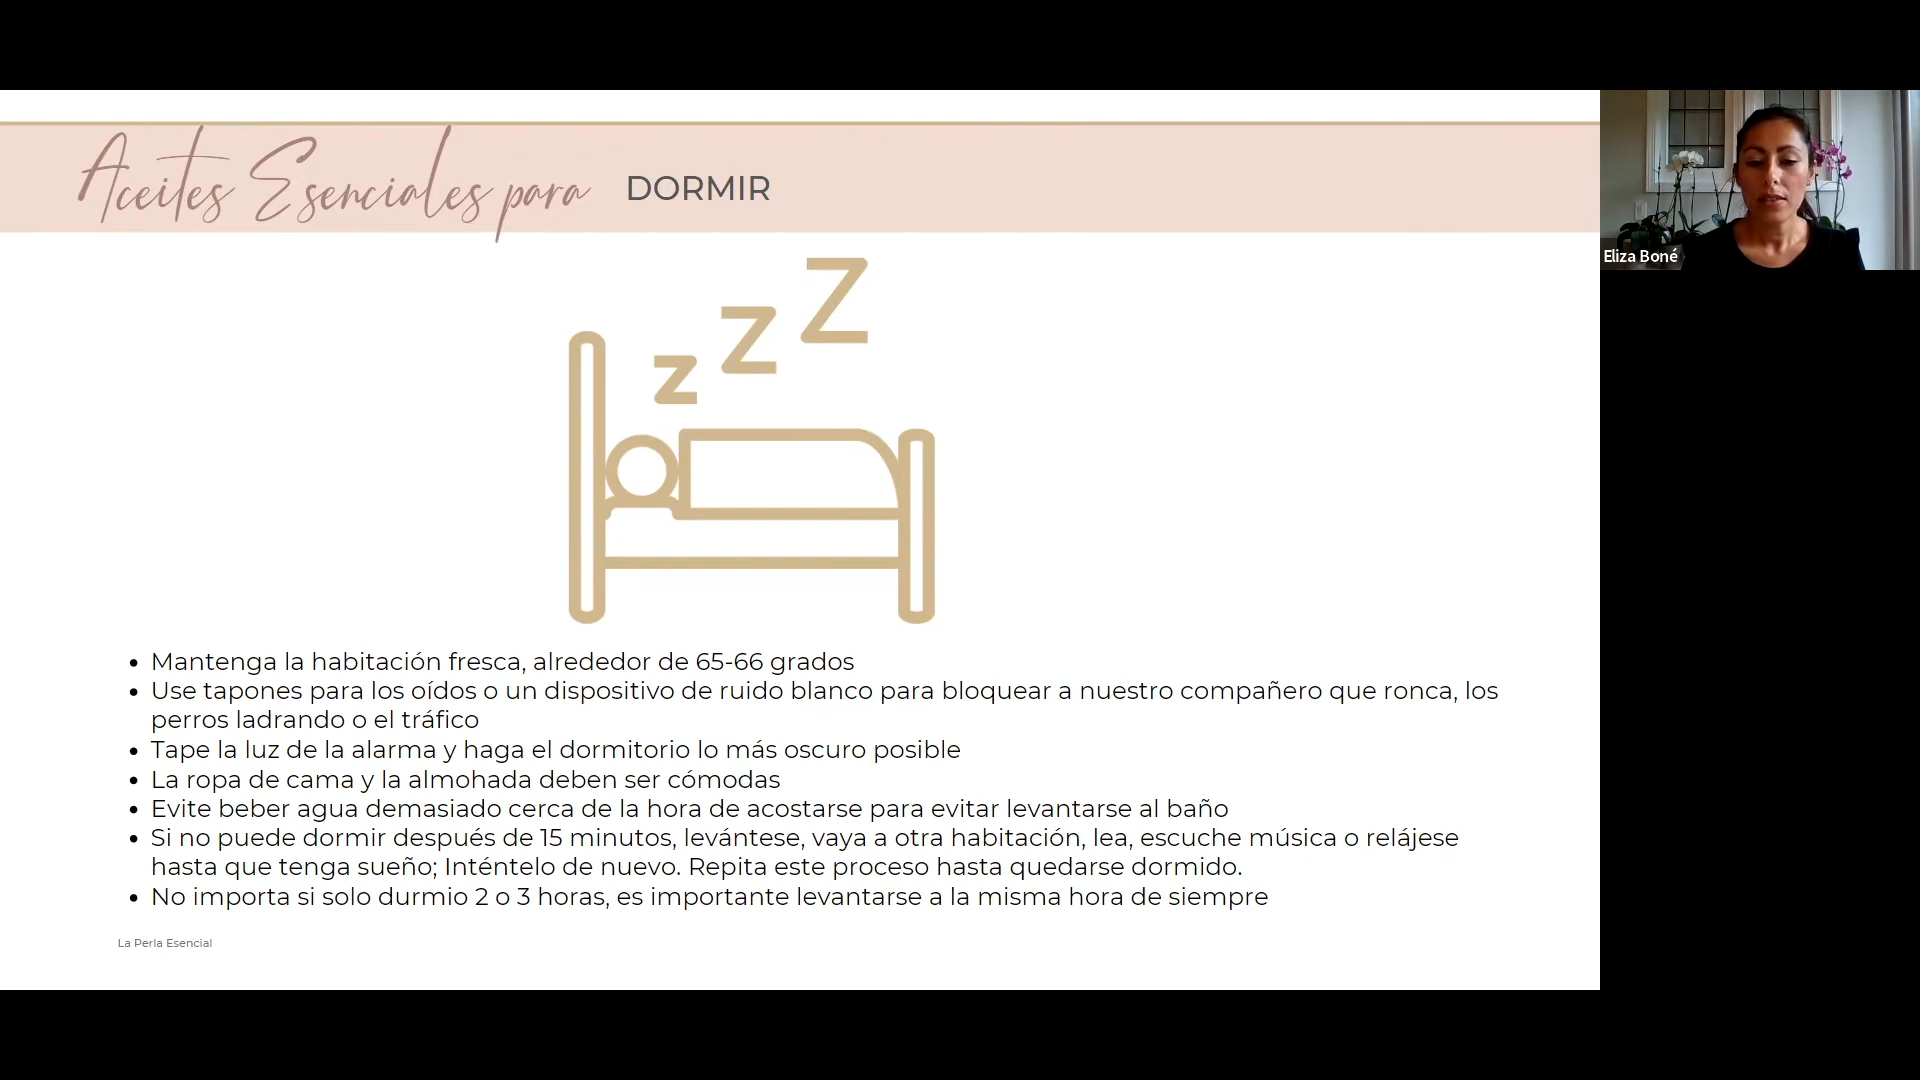 Aceites Esenciales para DORMIR
Eliza Boné
z z Z
• Mantenga la habitación fresca, alrededor de 65-66 grados
• Use tapones para los oídos o un dispositivo de ruido blanco para bloquear a nuestro compañero que ronca, los
perros ladrando o el tráfico
• Tape la luz de la alarma y haga el dormitorio lo más oscuro posible
• La ropa de cama y la almohada deben ser cómodas
• Evite beber agua demasiado cerca de la hora de acostarse para evitar levantarse al baño
• Si no puede dormir después de 15 minutos, levántese, vaya a otra habitación, lea, escuche música o relájese
hasta que tenga sueño; Inténtelo de nuevo. Repita este proceso hasta quedarse dormido.
• No importa si solo durmio 2 o 3 horas, es importante levantarse a la misma hora de siempre
La Perla Esencial